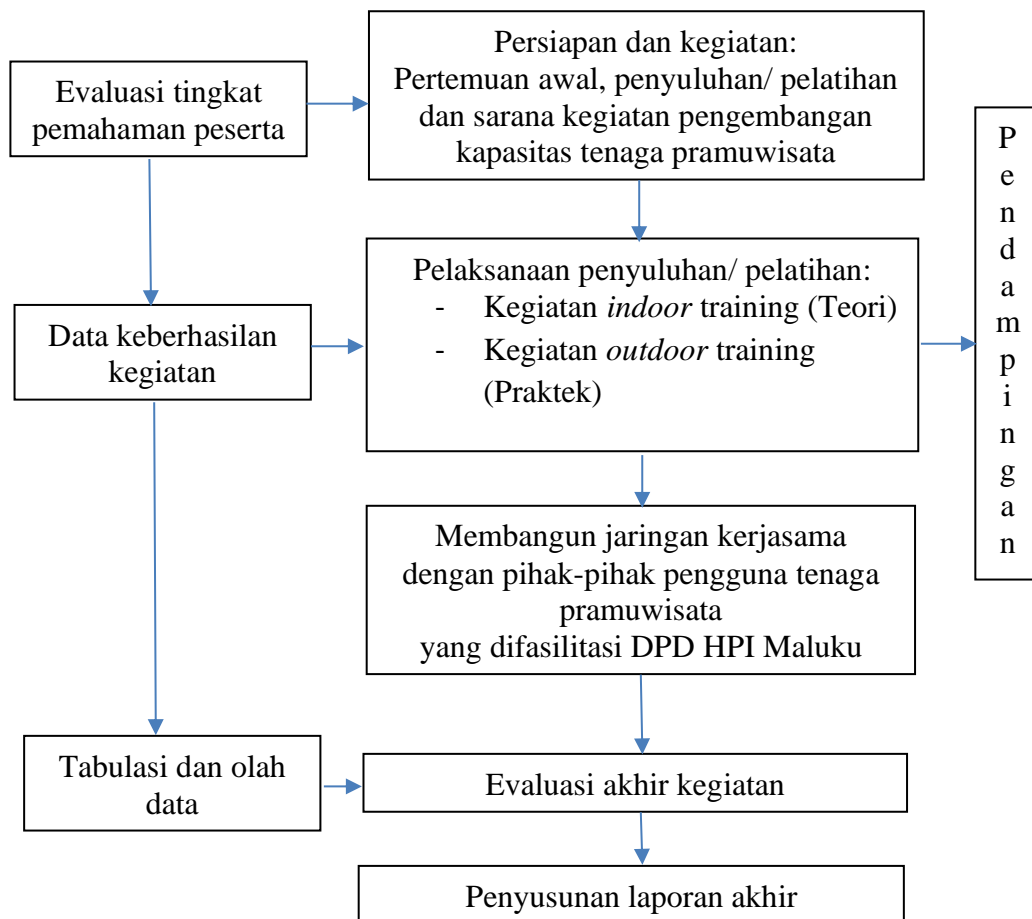 Evaluasi tingkat
pemahaman peserta
Persiapan dan kegiatan:
Pertemuan awal, penyuluhan/ pelatihan
dan sarana kegiatan pengembangan
kapasitas tenaga pramuwisata
P
e
n
d
a
m
p
i
n
g
a
n
Data keberhasilan
kegiatan
Pelaksanaan penyuluhan/ pelatihan:
- Kegiatan indoor training (Teori)
- Kegiatan outdoor training
(Praktek)
Membangun jaringan kerjasama
dengan pihak-pihak pengguna tenaga
pramuwisata
yang difasilitasi DPD HPI Maluku
Tabulasi dan olah
data
Evaluasi akhir kegiatan
Penyusunan laporan akhir